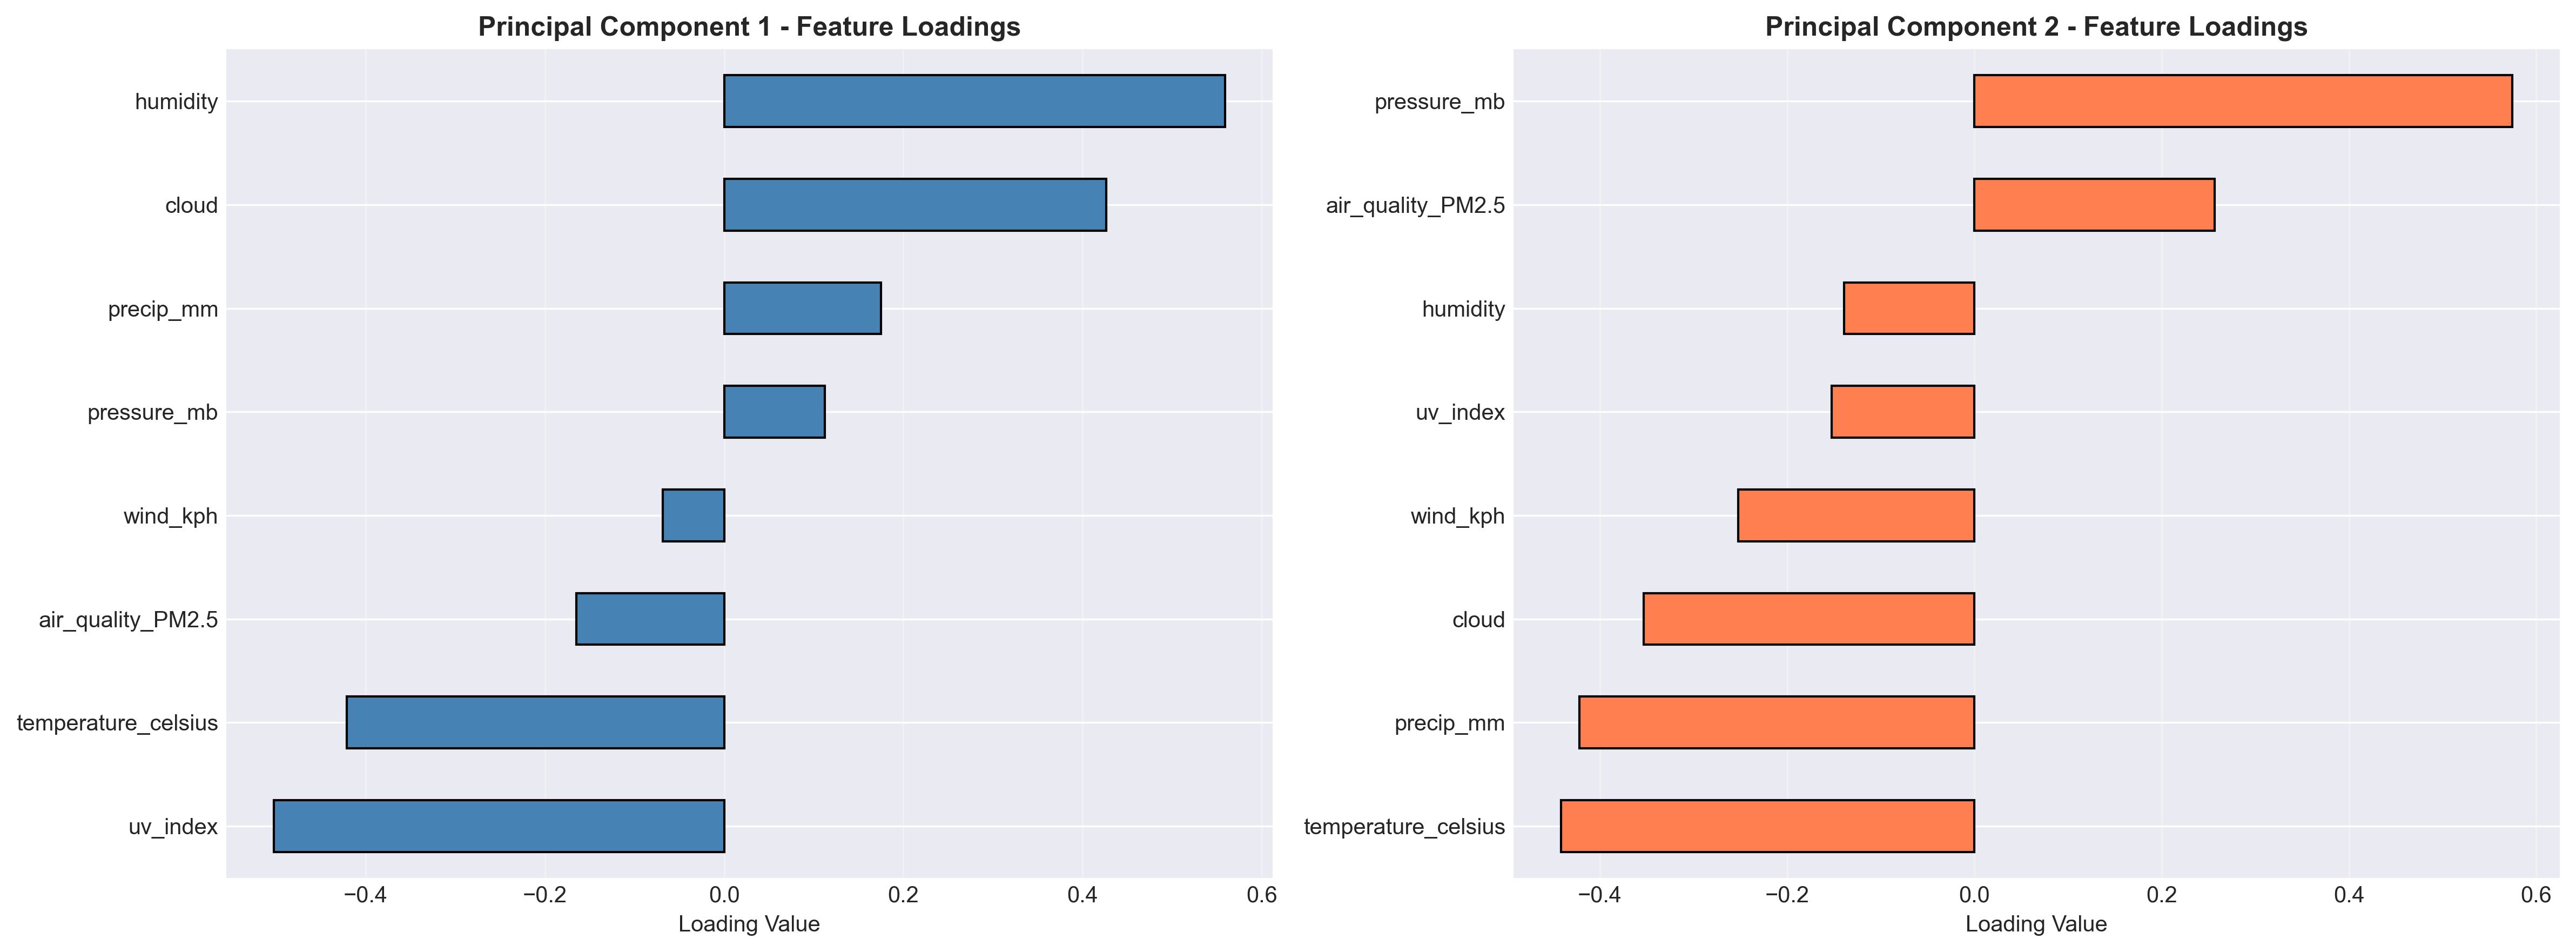 Principal Component 1 - Feature Loadings
humidity
cloud
precip_mm
pressure_mb
wind_kph
air_quality_PM2.5
temperature_celsius
uv_index
−0.4 −0.2 0.0 0.2 0.4 0.6
Loading Value
Principal Component 2 - Feature Loadings
pressure_mb
air_quality_PM2.5
humidity
uv_index
wind_kph
cloud
precip_mm
temperature_celsius
−0.4 −0.2 0.0 0.2 0.4 0.6
Loading Value